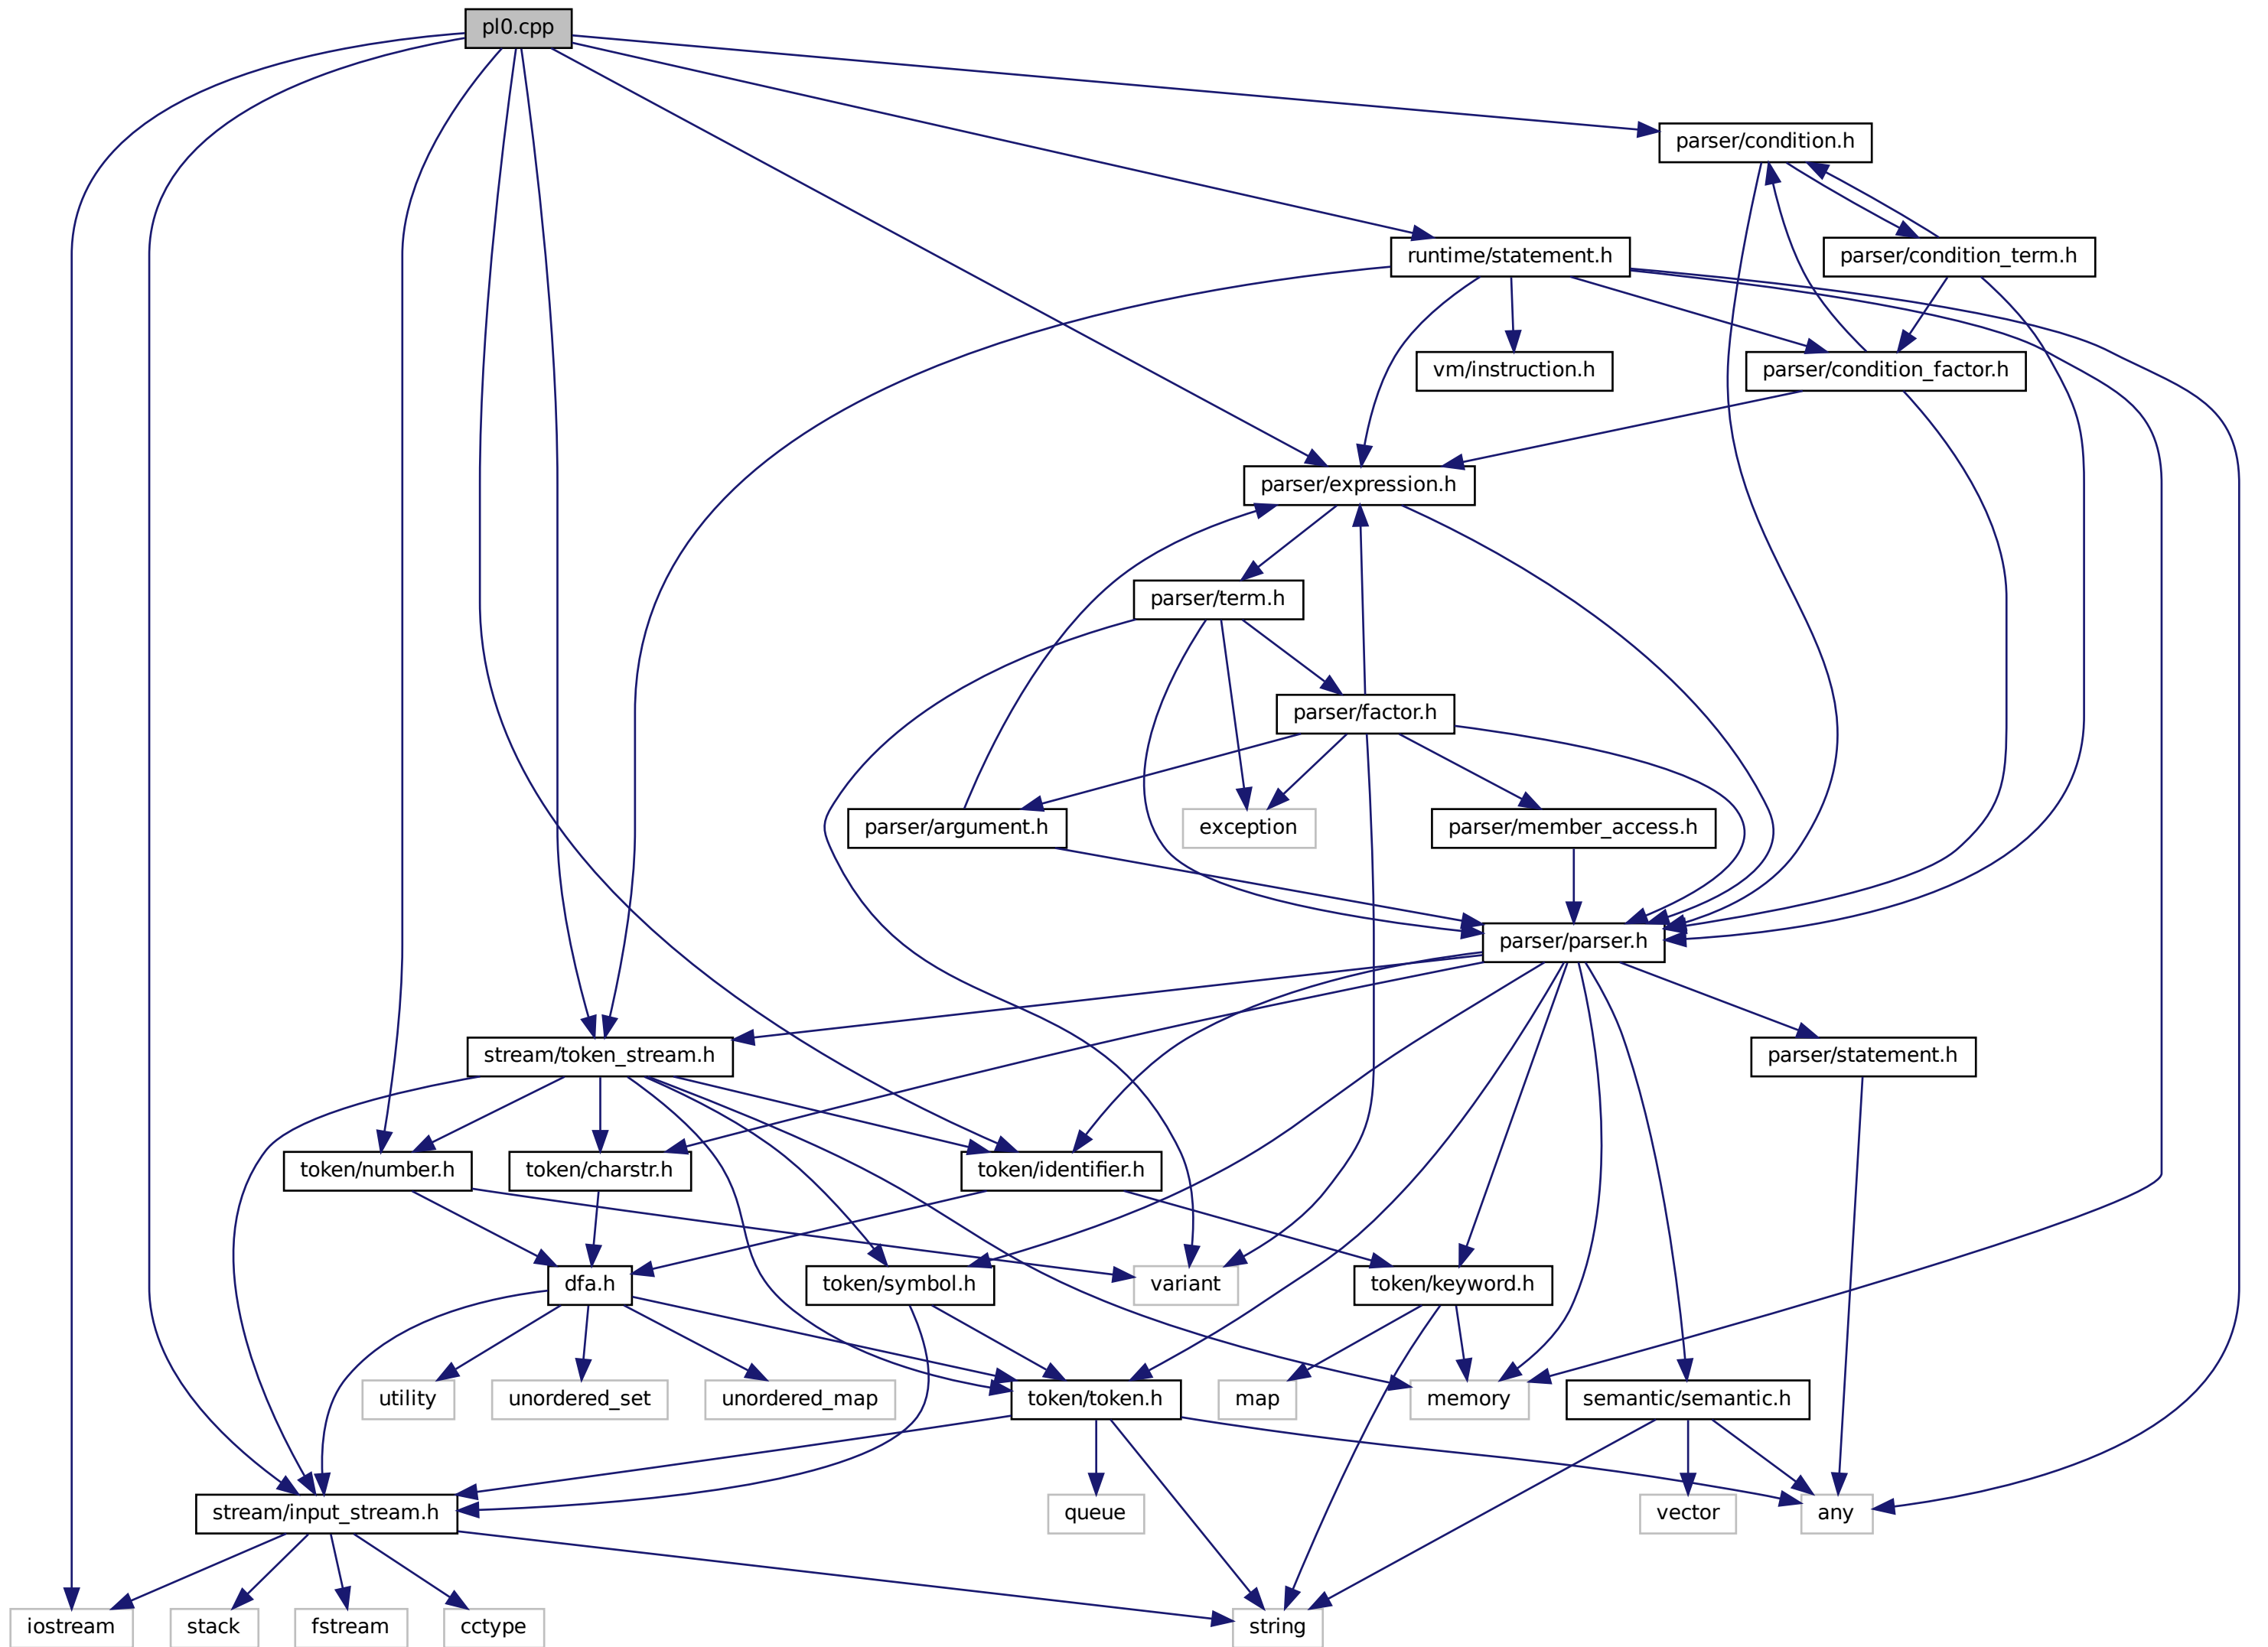 pl0.cpp
parser/condition.h
runtime/statement.h
parser/condition_term.h
vm/instruction.h
parser/condition_factor.h
parser/expression.h
parser/term.h
parser/factor.h
parser/argument.h
exception
parser/member_access.h
parser/parser.h
stream/token_stream.h
parser/statement.h
token/number.h
token/charstr.h
token/identifier.h
dfa.h
token/symbol.h
variant
token/keyword.h
utility
unordered_set
unordered_map
token/token.h
map
memory
semantic/semantic.h
stream/input_stream.h
queue
vector
any
iostream
stack
fstream
cctype
string